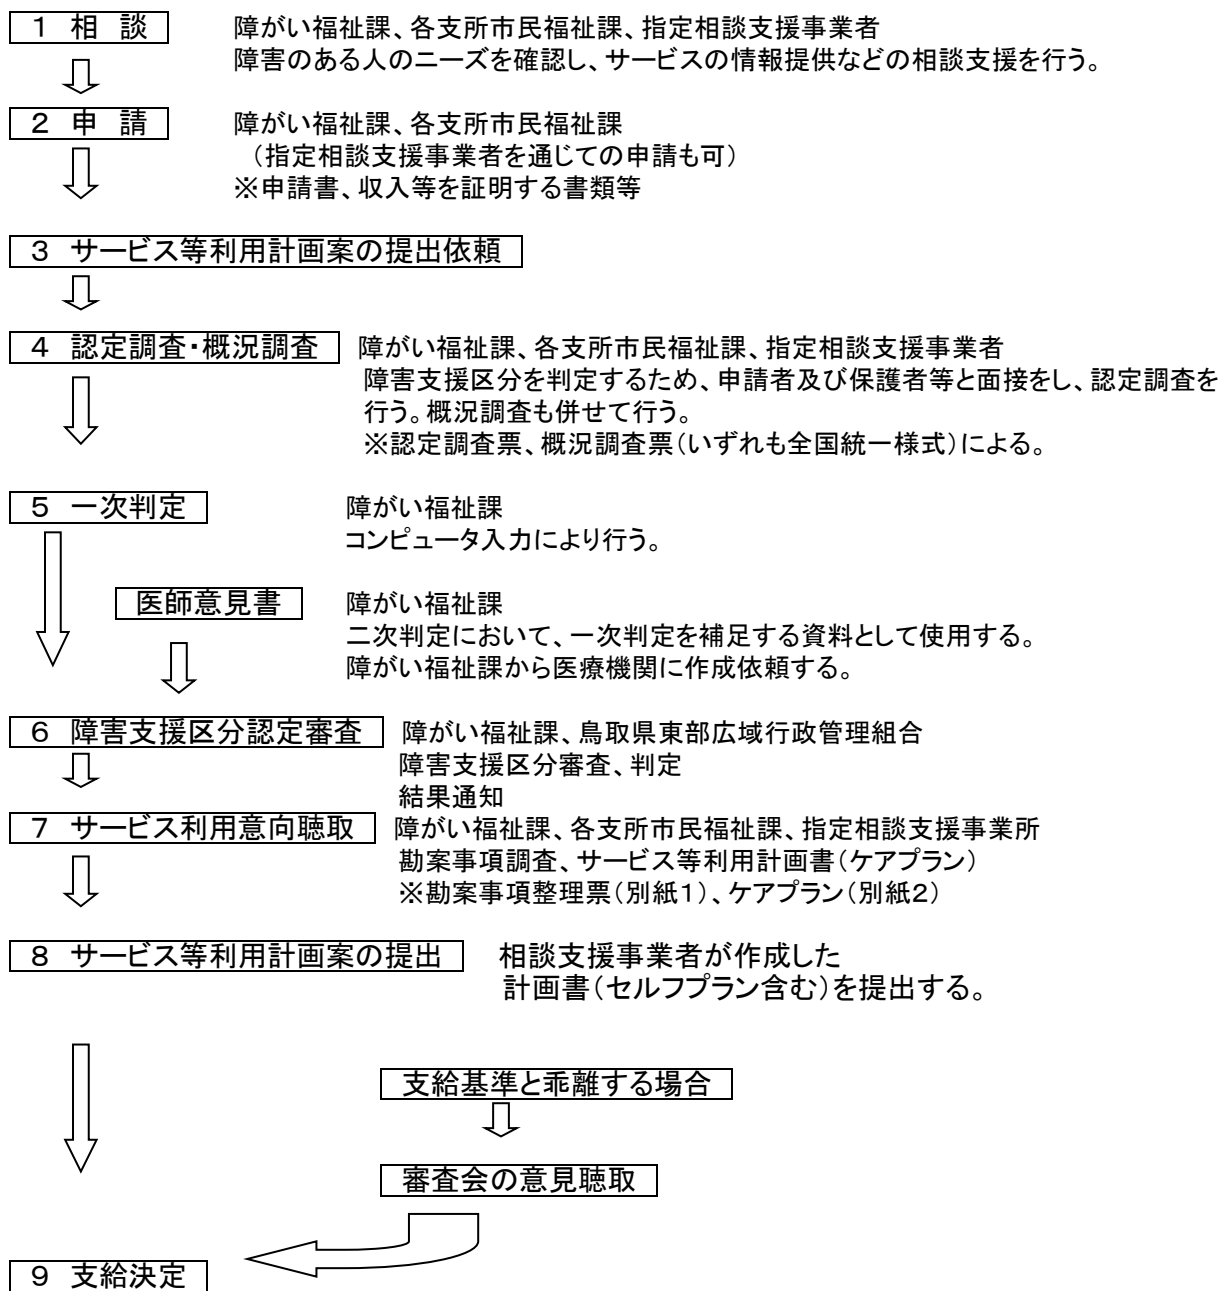 １ 相 談
障がい福祉課、各支所市民福祉課、指定相談支援事業者
障害のある人のニーズを確認し、サービスの情報提供などの相談支援を行う。
２ 申 請
障がい福祉課、各支所市民福祉課
（指定相談支援事業者を通じての申請も可）
※申請書、収入等を証明する書類等
３ サービス等利用計画案の提出依頼
４ 認定調査・概況調査
障がい福祉課、各支所市民福祉課、指定相談支援事業者
障害支援区分を判定するため、申請者及び保護者等と面接をし、認定調査を
行う。概況調査も併せて行う。
※認定調査票、概況調査票（いずれも全国統一様式）による。
５ 一次判定
障がい福祉課
コンピュータ入力により行う。
医師意見書
障がい福祉課
二次判定において、一次判定を補足する資料として使用する。
障がい福祉課から医療機関に作成依頼する。
６ 障害支援区分認定審査
障がい福祉課、鳥取県東部広域行政管理組合
障害支援区分審査、判定
結果通知
７ サービス利用意向聴取
障がい福祉課、各支所市民福祉課、指定相談支援事業所
勘案事項調査、サービス等利用計画書（ケアプラン）
※勘案事項整理票（別紙１）、ケアプラン（別紙２）
８ サービス等利用計画案の提出
相談支援事業者が作成した
計画書（セルフプラン含む）を提出する。
支給基準と乖離する場合
審査会の意見聴取
９ 支給決定